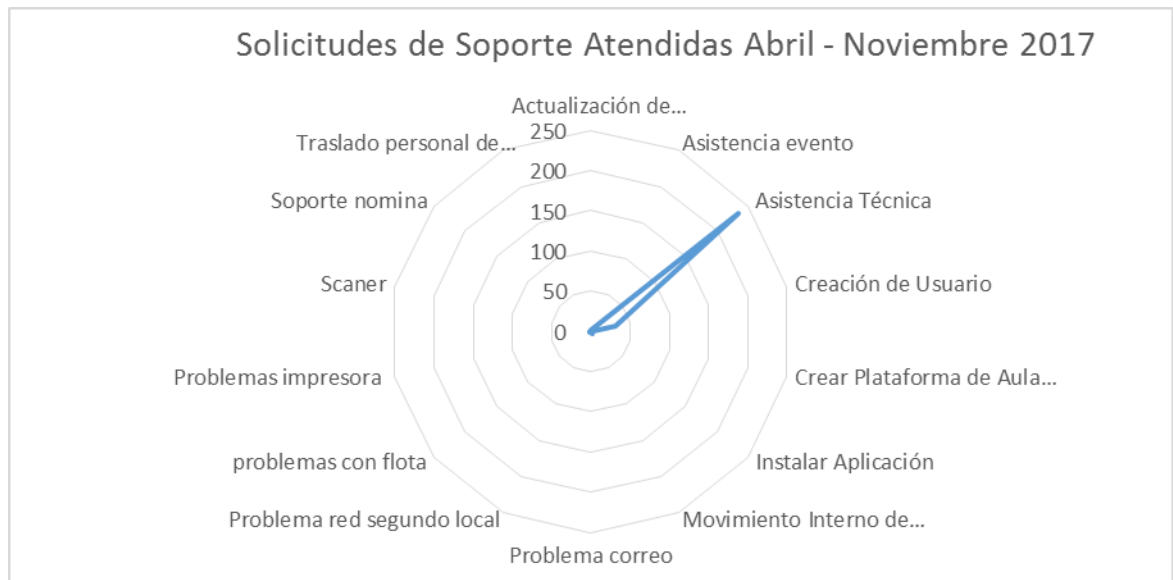 Solicitudes de Soporte Atendidas Abril - Noviembre 2017
Actualización de...
Asistencia evento
Asistencia Técnica
Creación de Usuario
Crear Plataforma de Aula...
Instalar Aplicación
Movimiento Interno de...
Problema correo
Problema red segundo local
problemas con flota
Problemas impresora
Scaner
Soporte nomina
Traslado personal de...
250
200
150
100
50
0